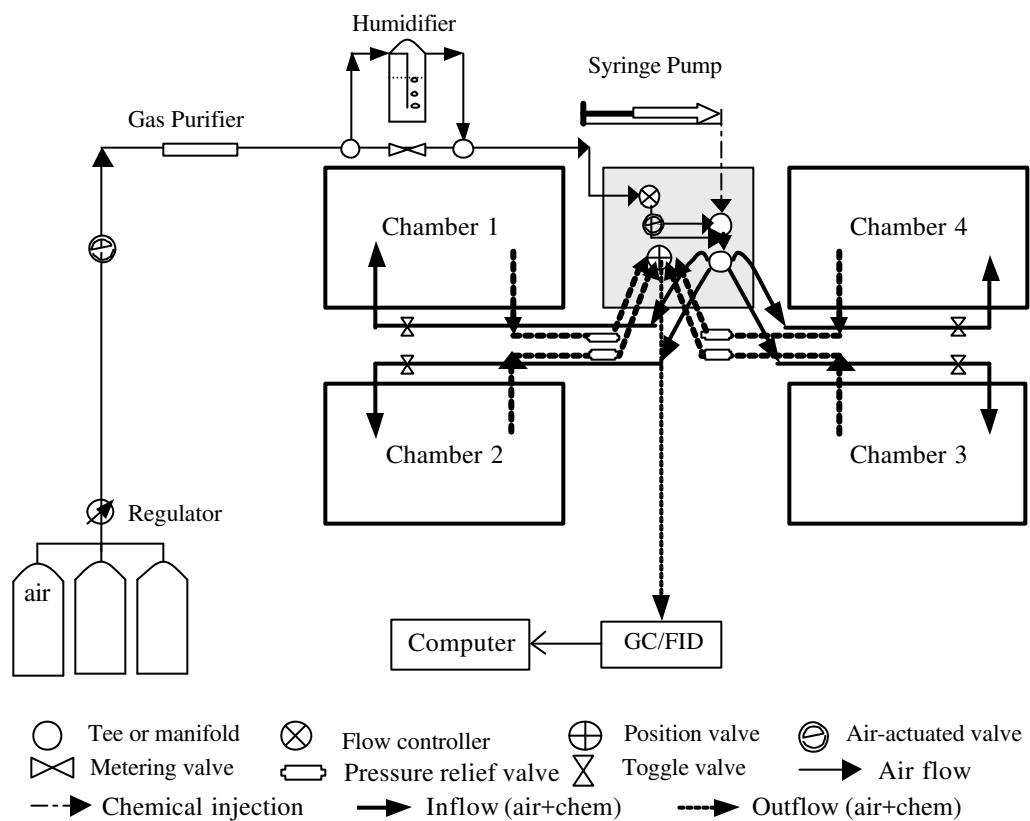 Humidifier
Syringe Pump
Gas Purifier
Chamber 1
Chamber 4
Chamber 2
Chamber 3
Regulator
air
Computer
GC/FID
Tee or manifold
Flow controller
Position valve
Air-actuated valve
Metering valve
Pressure relief valve
Toggle valve
Air flow
Chemical injection
Inflow (air+chem)
Outflow (air+chem)